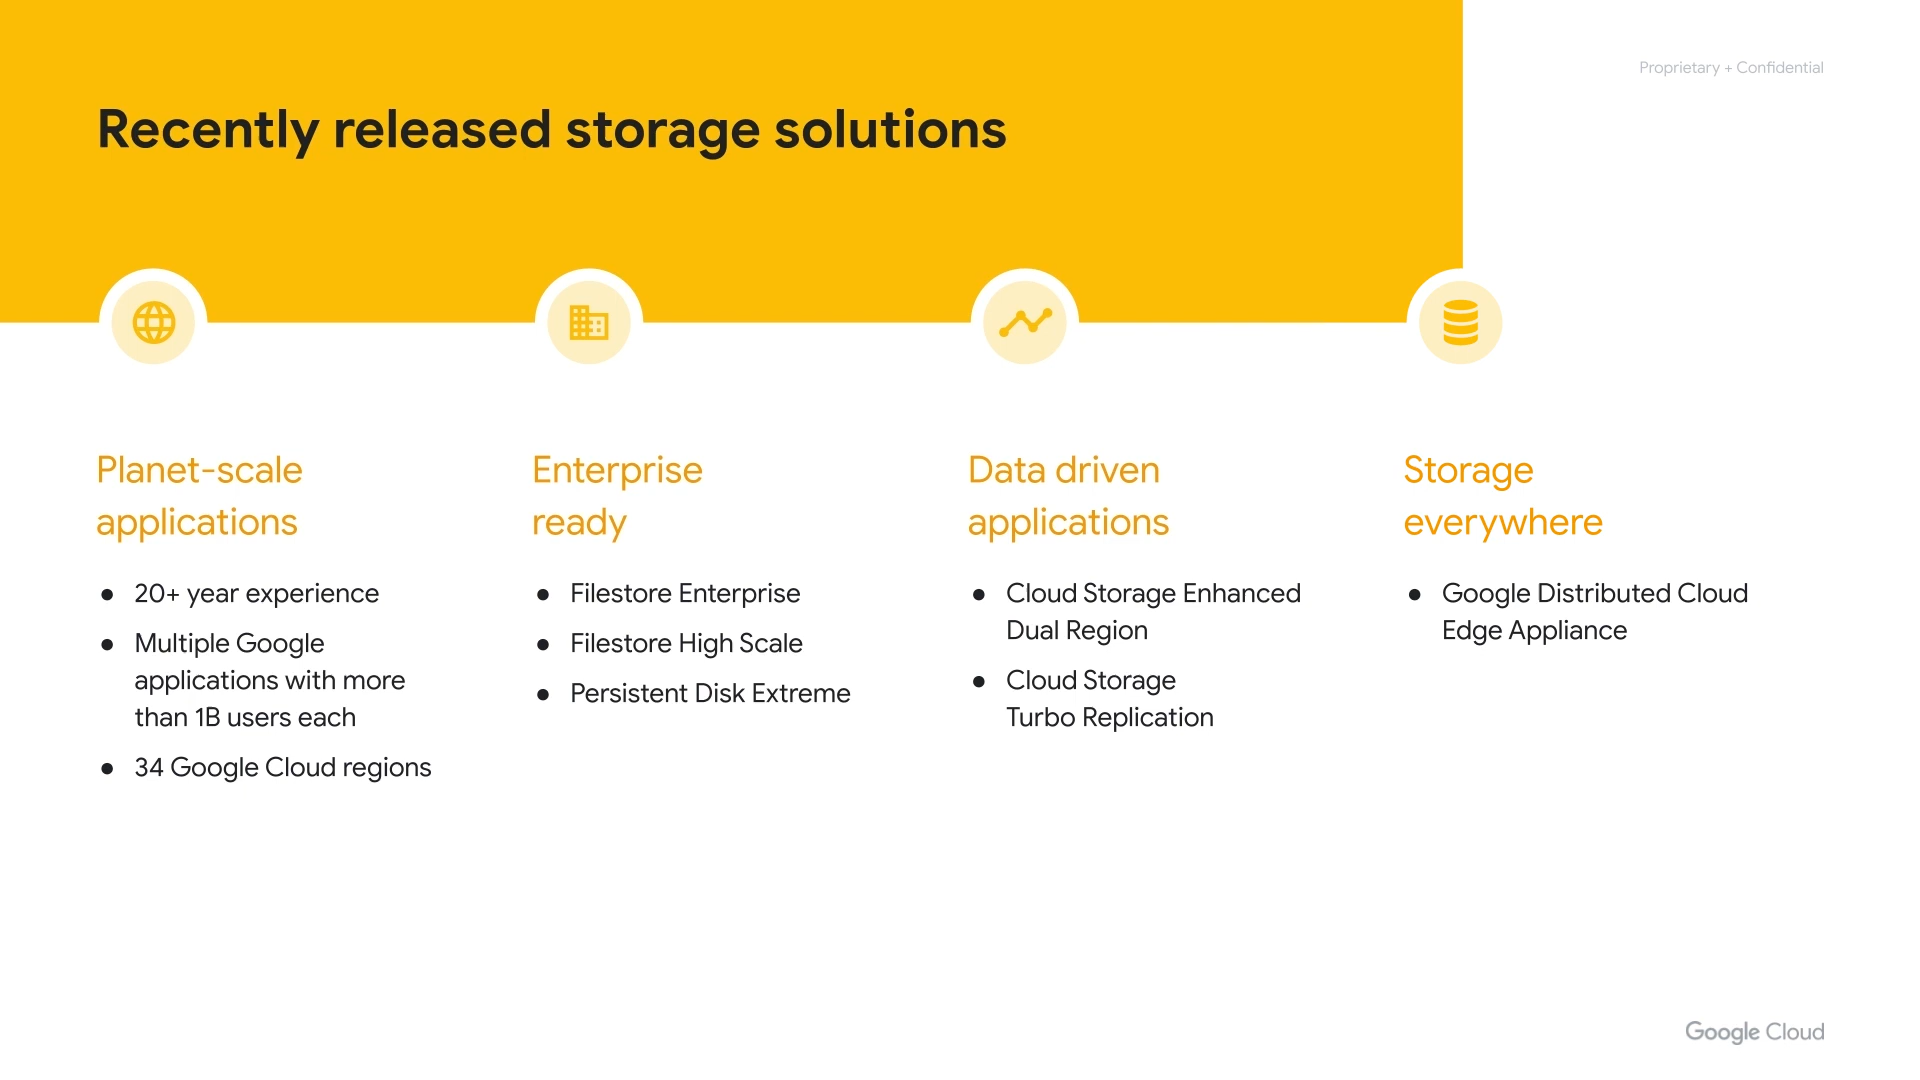 Proprietary + Confidential
Recently released storage solutions
Planet-scale
applications
● 20+ year experience
● Multiple Google
applications with more
than 1B users each
● 34 Google Cloud regions
Enterprise
ready
● Filestore Enterprise
● Filestore High Scale
● Persistent Disk Extreme
Data driven
applications
● Cloud Storage Enhanced
Dual Region
● Cloud Storage
Turbo Replication
Storage
everywhere
● Google Distributed Cloud
Edge Appliance
Google Cloud